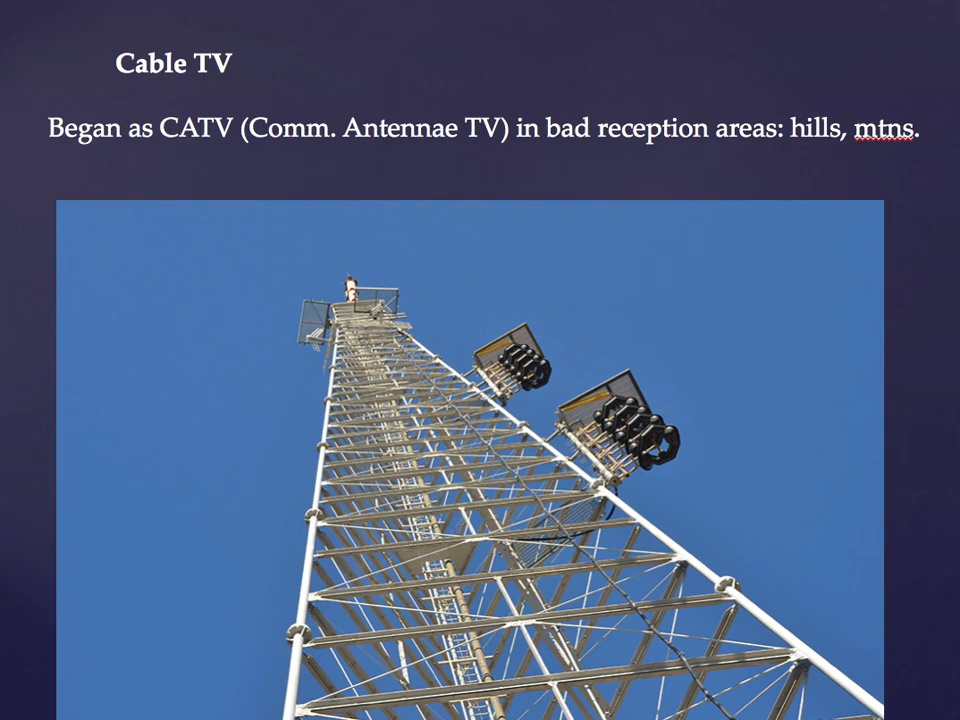 Cable TV
Began as CATV (Comm. Antennae TV) in bad reception areas: hills, mtns.